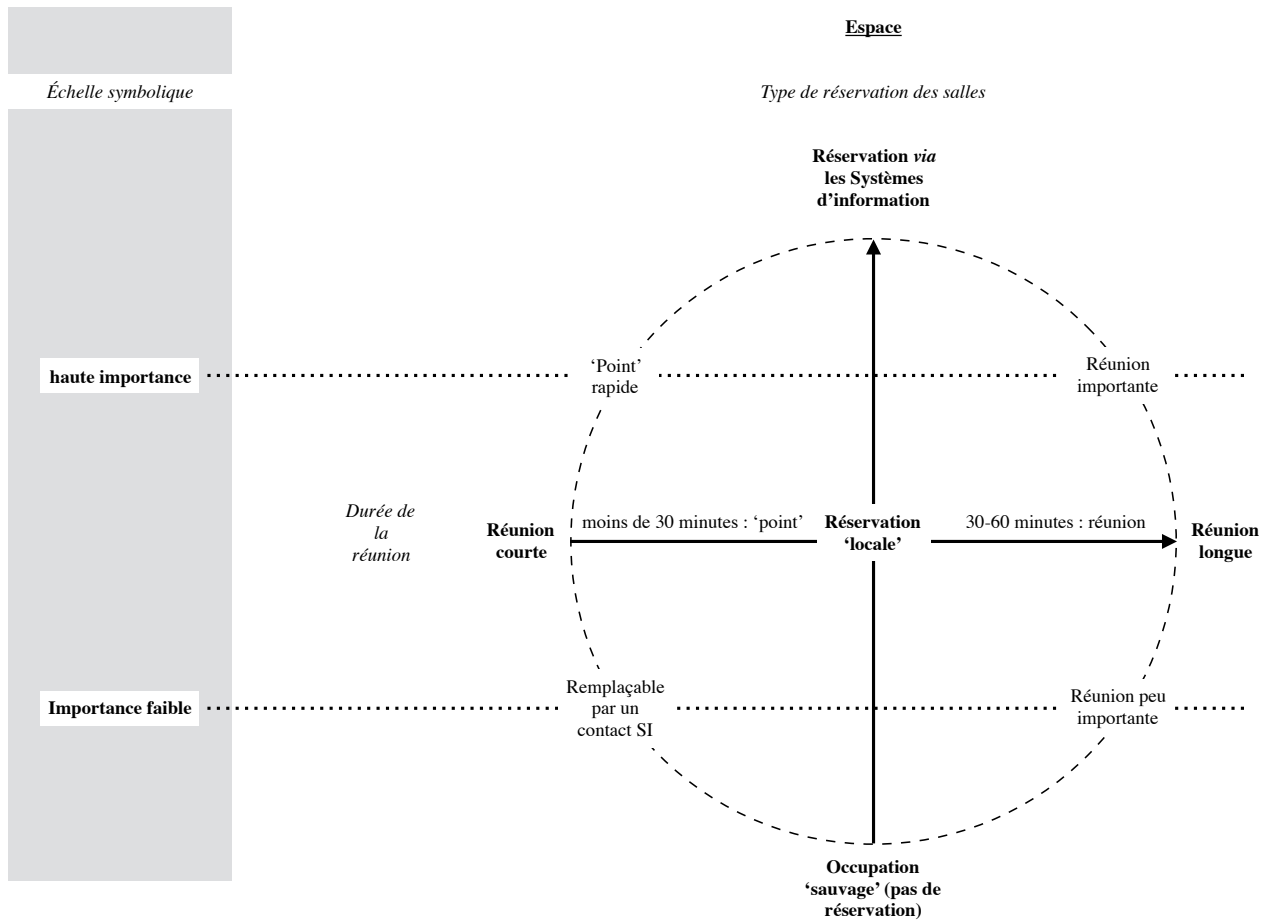 Espace
Échelle symbolique
Type de réservation des salles
Réservation via
les Systèmes
d’information
haute importance
‘Point’
rapide
Réunion
importante
Durée de
la
réunion
Réunion
courte
moins de 30 minutes : ‘point’
Réservation
‘locale’
30-60 minutes : réunion
Réunion
longue
Importance faible
Remplaçable
par un
contact SI
Réunion peu
importante
Occupation
‘sauvage’ (pas de
réservation)